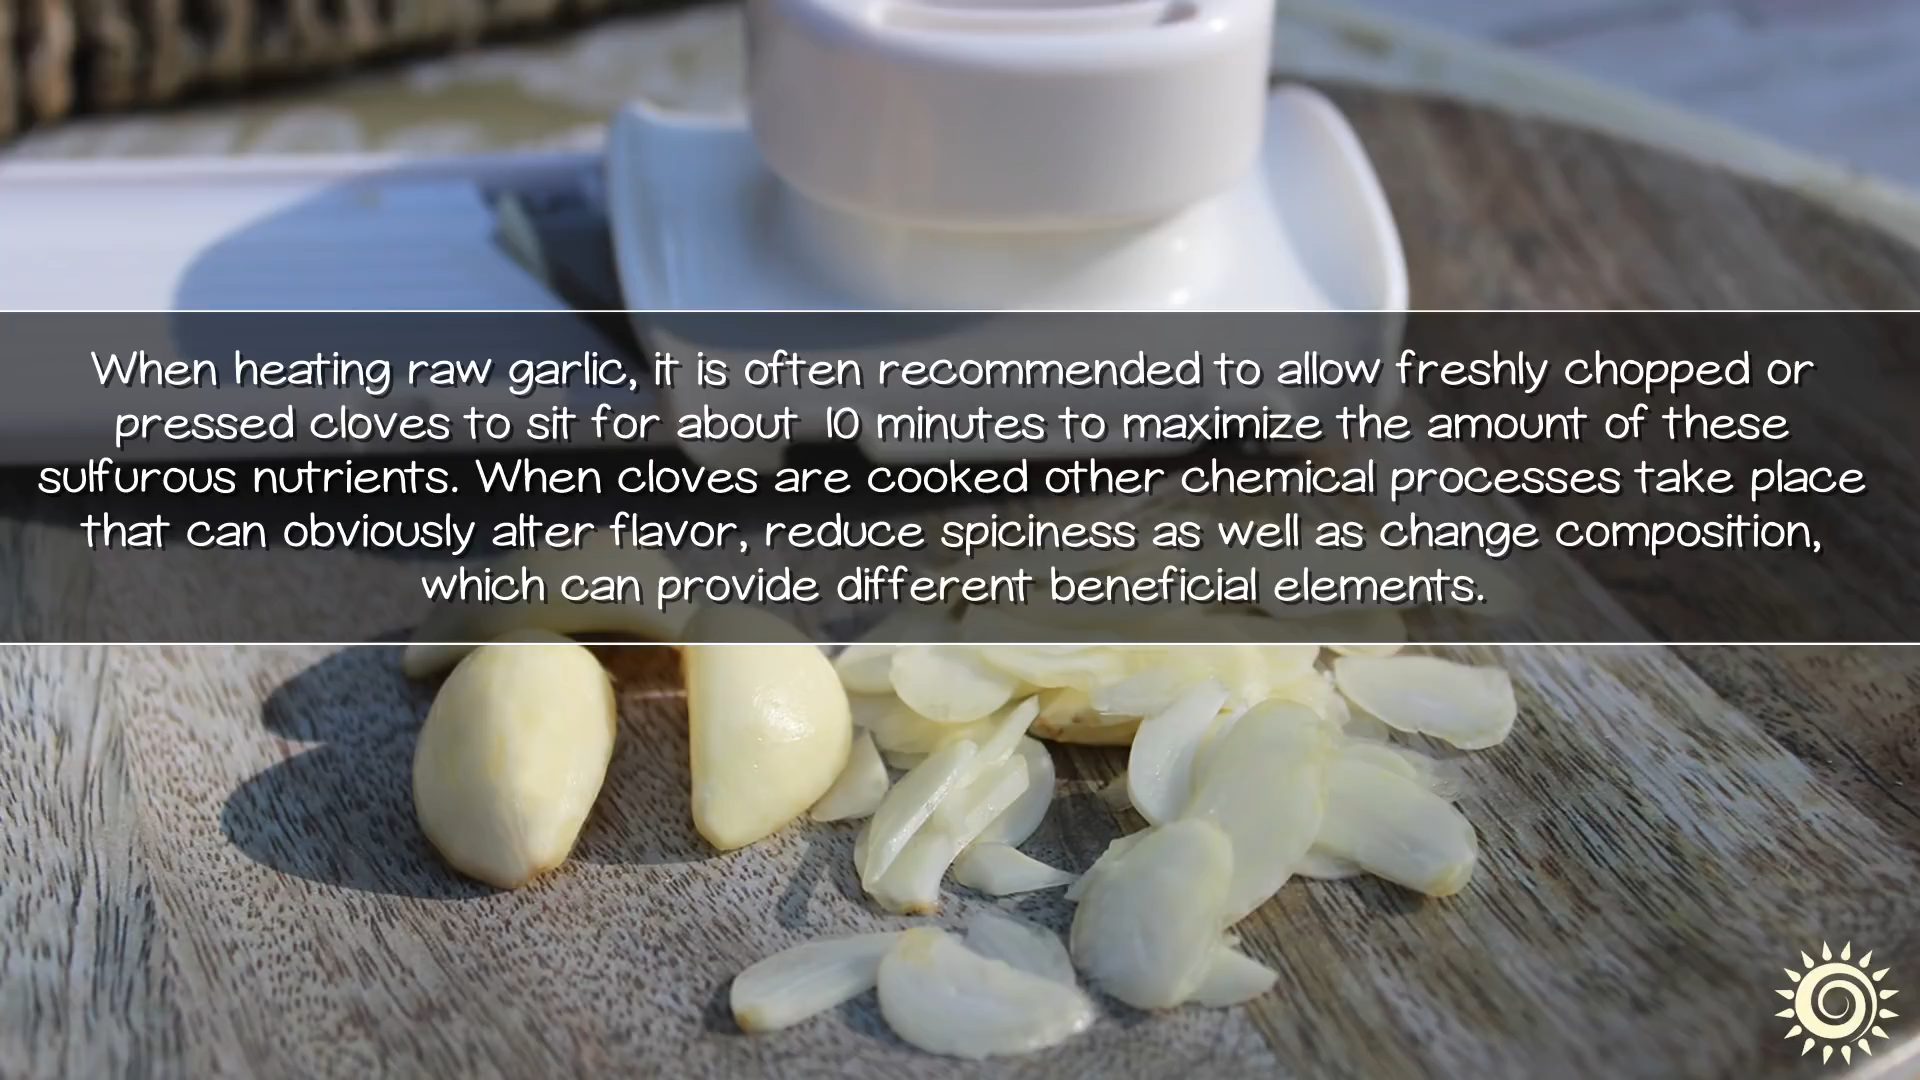 When heating raw garlic, it is often recommended to allow freshly chopped or
pressed cloves to sit for about 10 minutes to maximize the amount of these
sulfurous nutrients. When cloves are cooked other chemical processes take place
that can obviously alter flavor, reduce spiciness as well as change composition,
which can provide different beneficial elements.